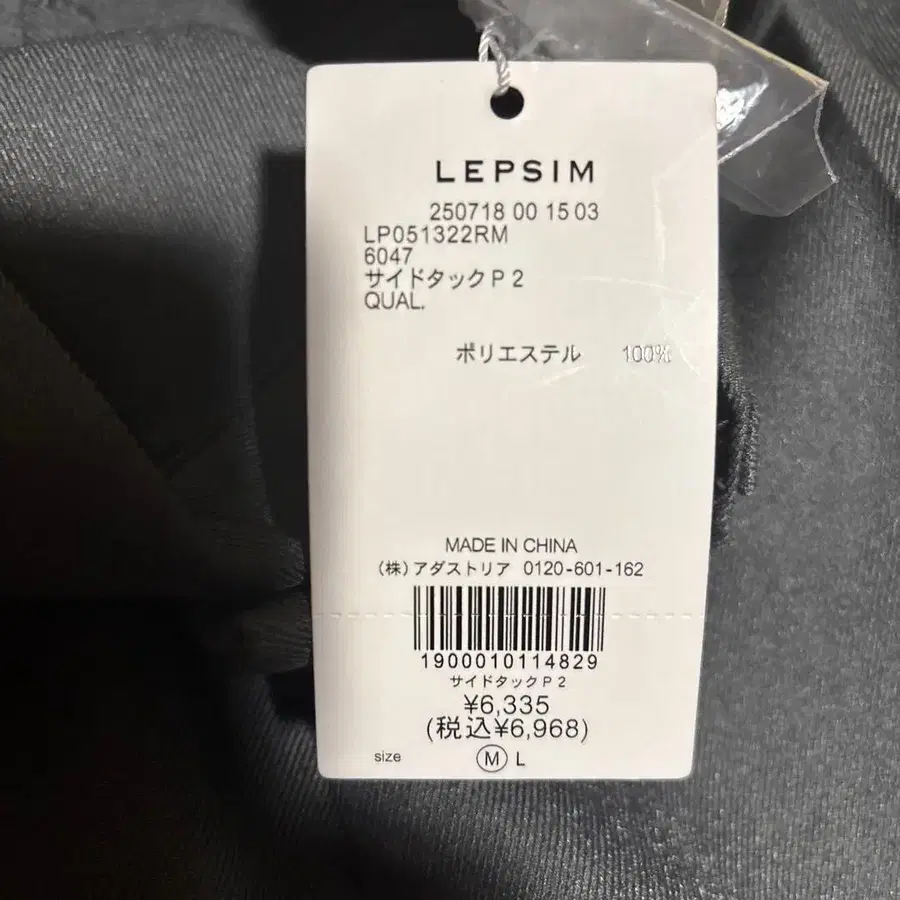 LEPSIM
250718 00 15 03
LP051322RM
6047
サイドタックP 2
QUAL.
ポリエステル 100%
MADE IN CHINA
(株)アダストリア 0120-601-162
1900010114829
サイドタックP 2
¥6,335
(税込¥6,968)
size M L